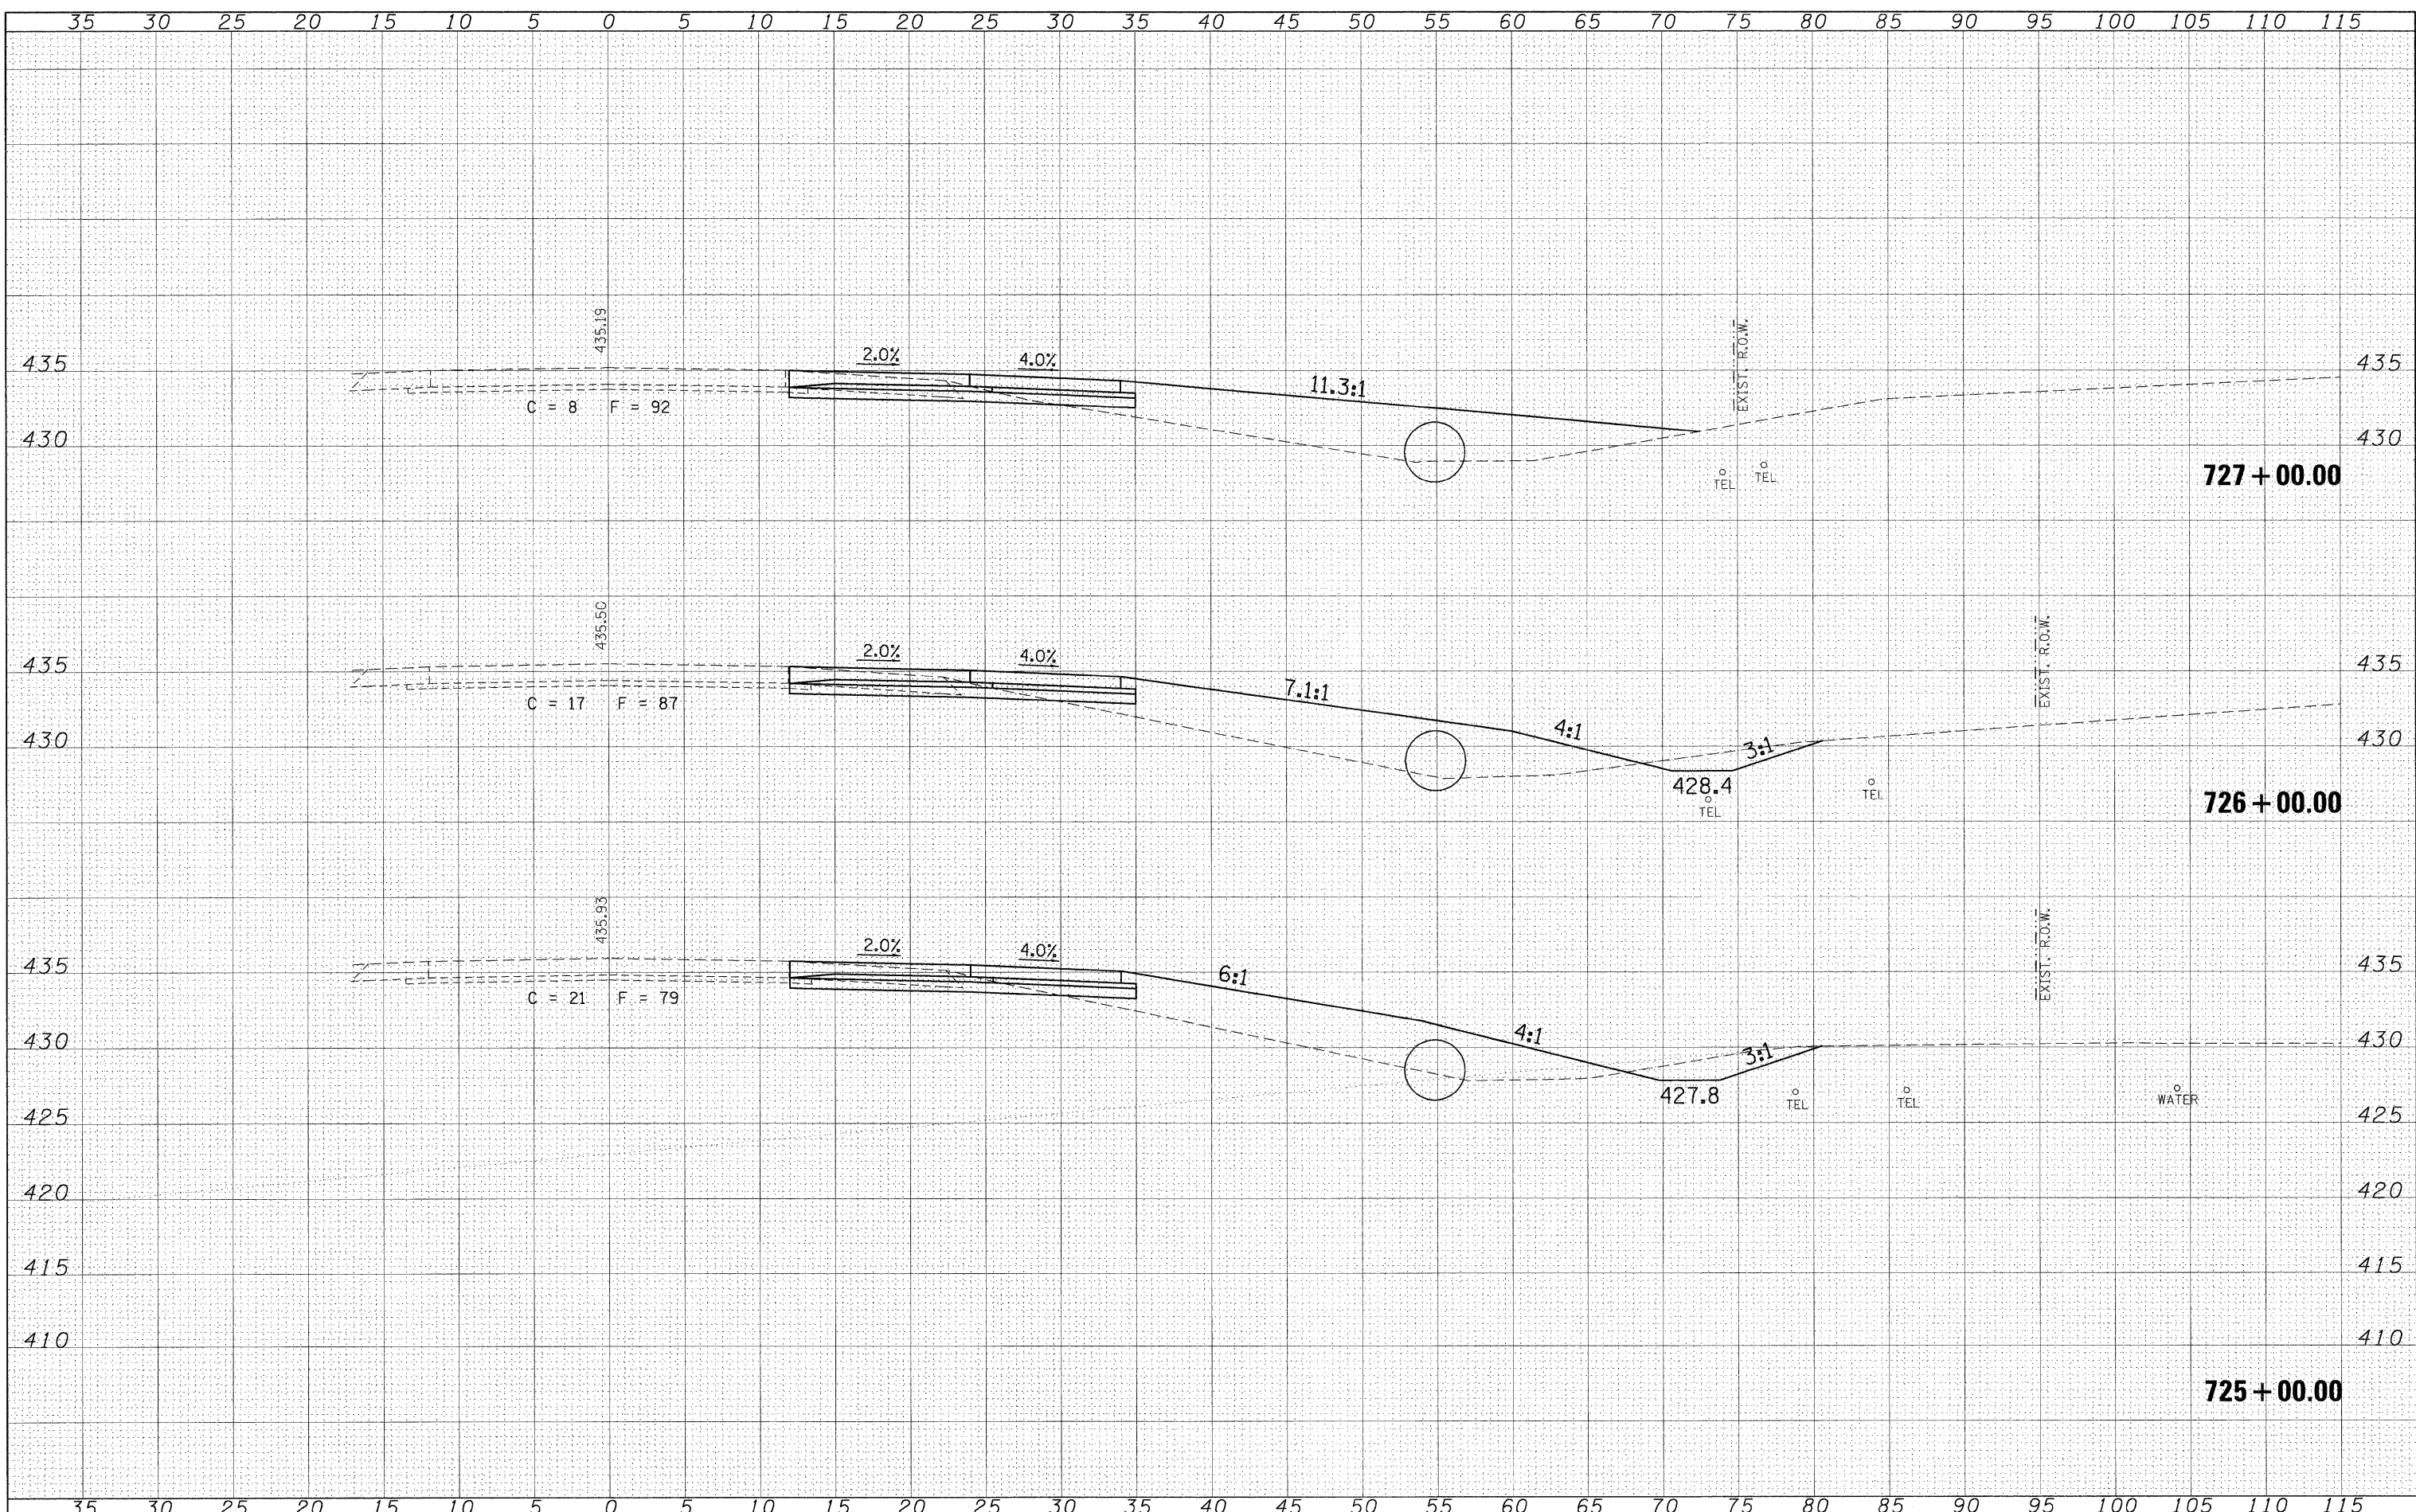 35 30 25 20 15 10 5 0 5 10 15 20 25 30 35 40 45 50 55 60 65 70 75 80 85 90 95 100 105 110 115
435.19
EXIST. R.O.W.
435 2.0% 4.0% 11.3:1 435
C = 8 F = 92
430 430
TEL TEL
727+00.00
435.50
EXIST. R.O.W.
435 2.0% 4.0% 7.1:1 435
C = 17 F = 87
430 4:1 3:1 430
428.4
TEL TEL
726+00.00
435.93
EXIST. R.O.W.
435 2.0% 4.0% 6:1 435
C = 21 F = 79
430 4:1 3:1 430
427.8
TEL TEL WATER
425 425
420 420
415 415
410 410
725+00.00
35 30 25 20 15 10 5 0 5 10 15 20 25 30 35 40 45 50 55 60 65 70 75 80 85 90 95 100 105 110 115